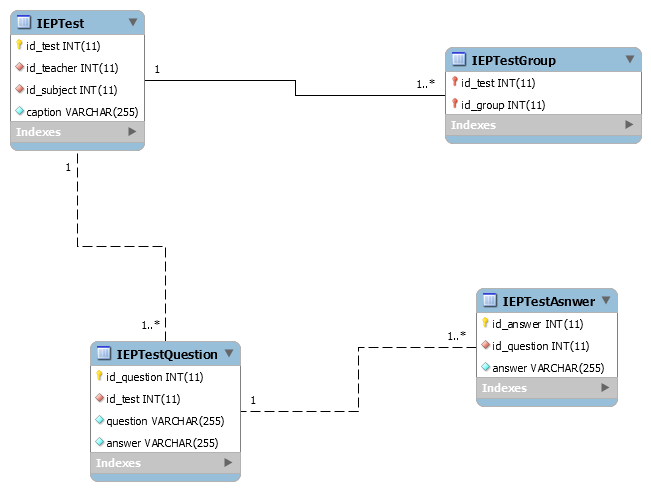 IEPTest
id_test INT(11)
id_teacher INT(11)
id_subject INT(11)
caption VARCHAR(255)
Indexes
1
1..*
IEPTestGroup
id_test INT(11)
id_group INT(11)
Indexes
1
1..*
IEPTestQuestion
id_question INT(11)
id_test INT(11)
question VARCHAR(255)
answer VARCHAR(255)
Indexes
1
1..*
IEPTestAsnwer
id_answer INT(11)
id_question INT(11)
answer VARCHAR(255)
Indexes